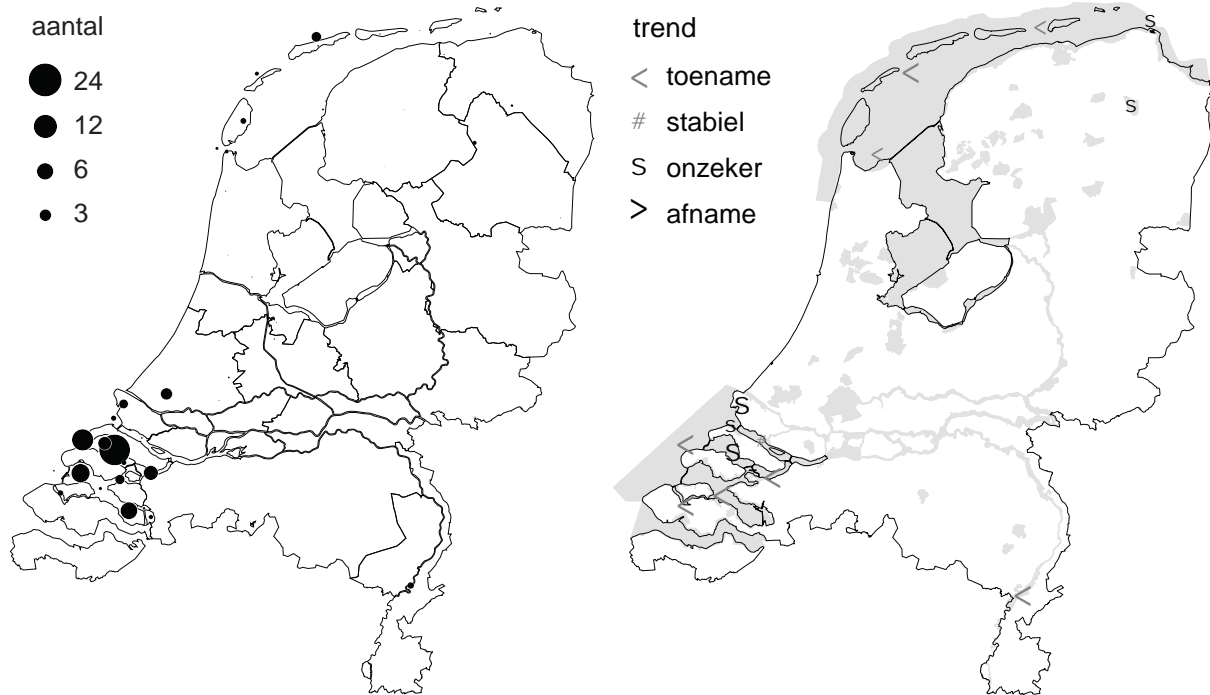 aantal
24
12
6
3
trend
< toename
# stabiel
S onzeker
> afname
<
S
<
S
<
S
S
<
S
<
<
<
<